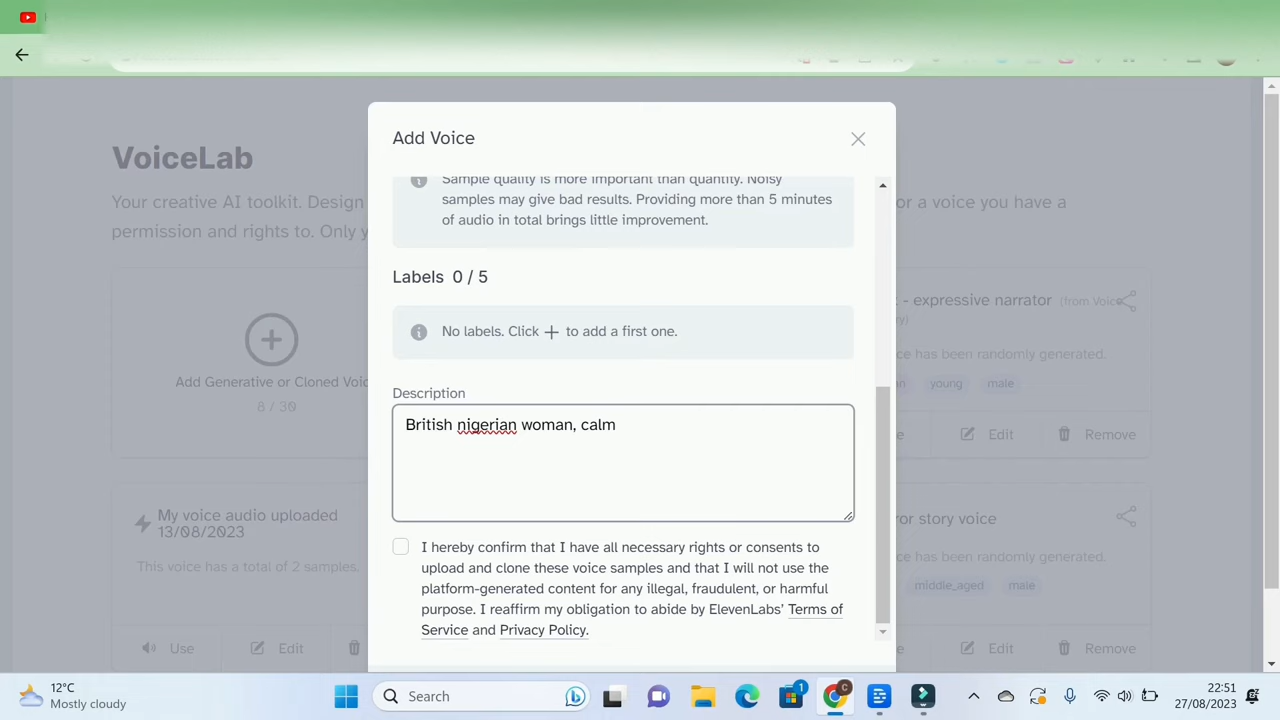 Add Voice
VoiceLab
Sample quality is more important than quantity. Noisy
samples may give bad results. Providing more than 5 minutes
of audio in total brings little improvement.
Your creative AI toolkit. Design
or a voice you have a
permission and rights to. Only y
Labels 0 / 5
No labels. Click + to add a first one.
- expressive narrator (from Voice
ry)
ce has been randomly generated.
an young male
Add Generative or Cloned Voic
8 / 30
Edit Remove
Description
British nigerian woman, calm
My voice audio uploaded
13/08/2023
This voice has a total of 2 samples.
ror story voice
ce has been randomly generated.
middle_aged male
I hereby confirm that I have all necessary rights or consents to
upload and clone these voice samples and that I will not use the
platform-generated content for any illegal, fraudulent, or harmful
purpose. I reaffirm my obligation to abide by ElevenLabs’ Terms of
Service and Privacy Policy.
Use Edit
Edit Remove
12°C
Mostly cloudy
Search
1
C
22:51
27/08/2023